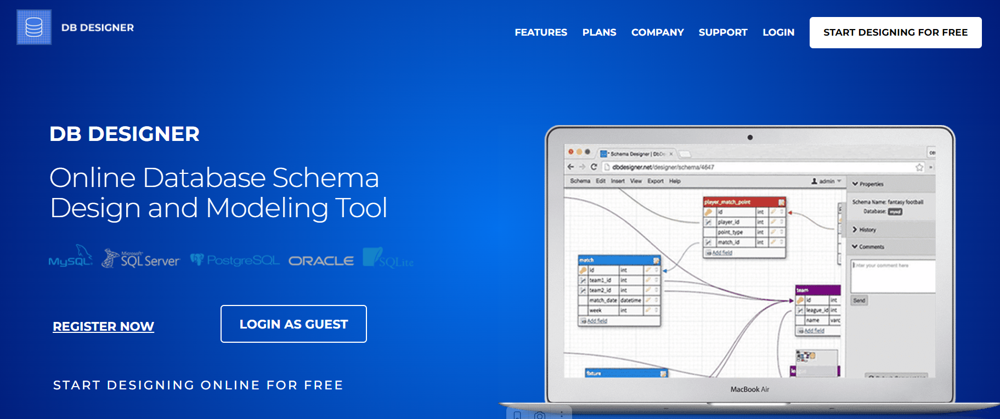 DB DESIGNER
FEATURES PLANS COMPANY SUPPORT LOGIN START DESIGNING FOR FREE
DB DESIGNER
Online Database Schema
Design and Modeling Tool
MySQL Microsoft SQL Server PostgreSQL ORACLE SQLite
REGISTER NOW LOGIN AS GUEST
START DESIGNING ONLINE FOR FREE
Schema Designer | DbDe
dbdesigner.net/designer/schema/4647
Schema Edit Insert View Export Help admin
player_match_point
id int
player_id int
point_type int
match_id int
Add field
match
id int
team1_id int
team2_id int
match_date datetime
week int
Add field
team
id int
league_id int
name varc
Add field
fixture
Properties
Schema Name: fantasy football
Database: mysql
History
Comments
Enter your comment here
Send
MacBook Air